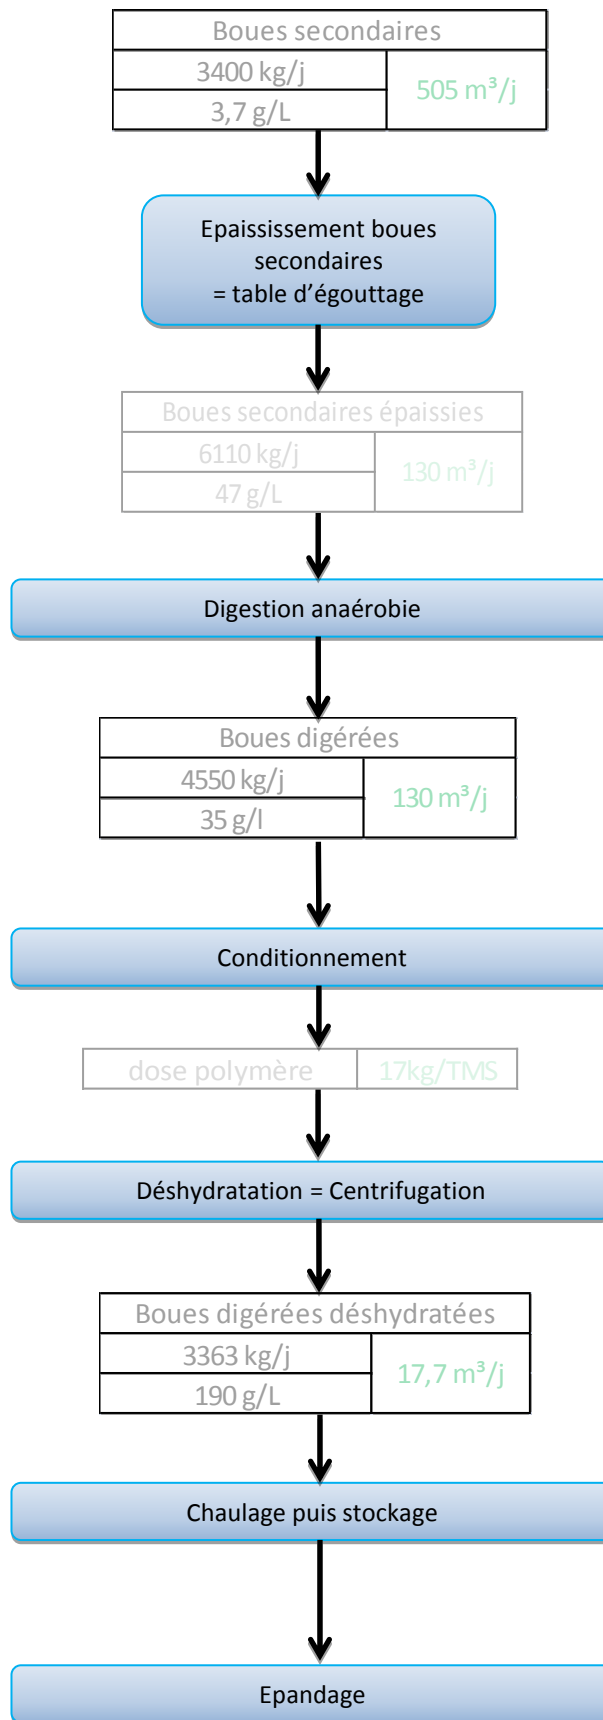 Boues secondaires
3400 kg/j
505 m³/j
3,7 g/L
Epaississement boues
secondaires
= table d’égouttage
Boues secondaires épaissies
6110 kg/j
130 m³/j
47 g/L
Digestion anaérobie
Boues digérées
4550 kg/j
130 m³/j
35 g/l
Conditionnement
dose polymère 17kg/TMS
Déshydratation = Centrifugation
Boues digérées déshydratées
3363 kg/j
17,7 m³/j
190 g/L
Chaulage puis stockage
Epandage